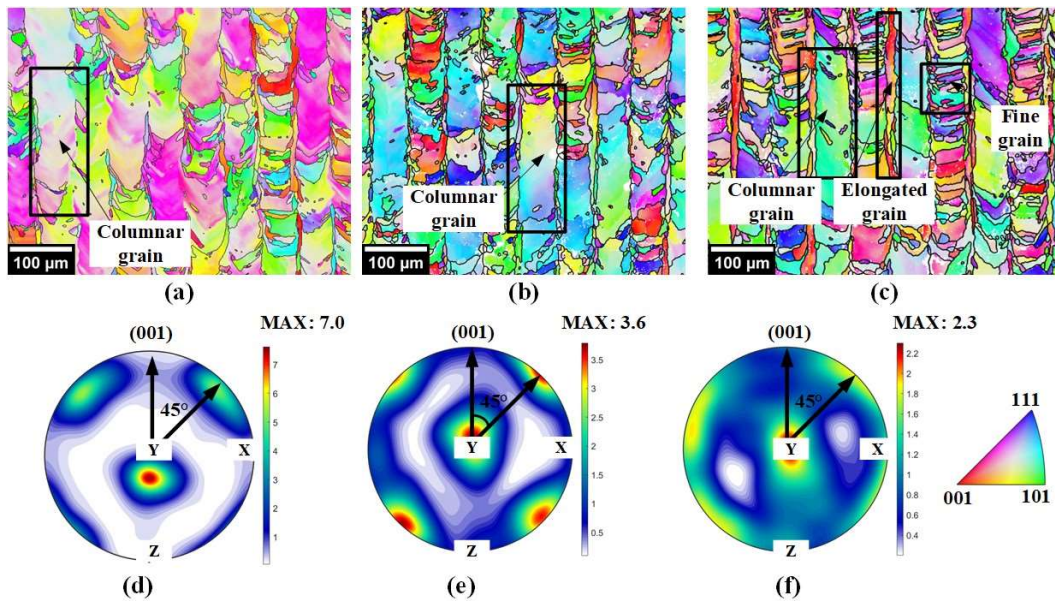 Columnar
grain
100 µm
(a)
Columnar
grain
100 µm
(b)
Columnar
grain
Elongated
grain
Fine
grain
100 µm
(c)
(001)
MAX: 7.0
45°
Y
X
Z
7
6
5
4
3
2
1
(d)
(001)
MAX: 3.6
45°
Y
X
Z
3.5
3
2.5
2
1.5
1
0.5
(e)
(001)
MAX: 2.3
45°
Y
X
Z
2.2
2
1.8
1.6
1.4
1.2
1
0.8
0.6
0.4
(f)
111
001
101